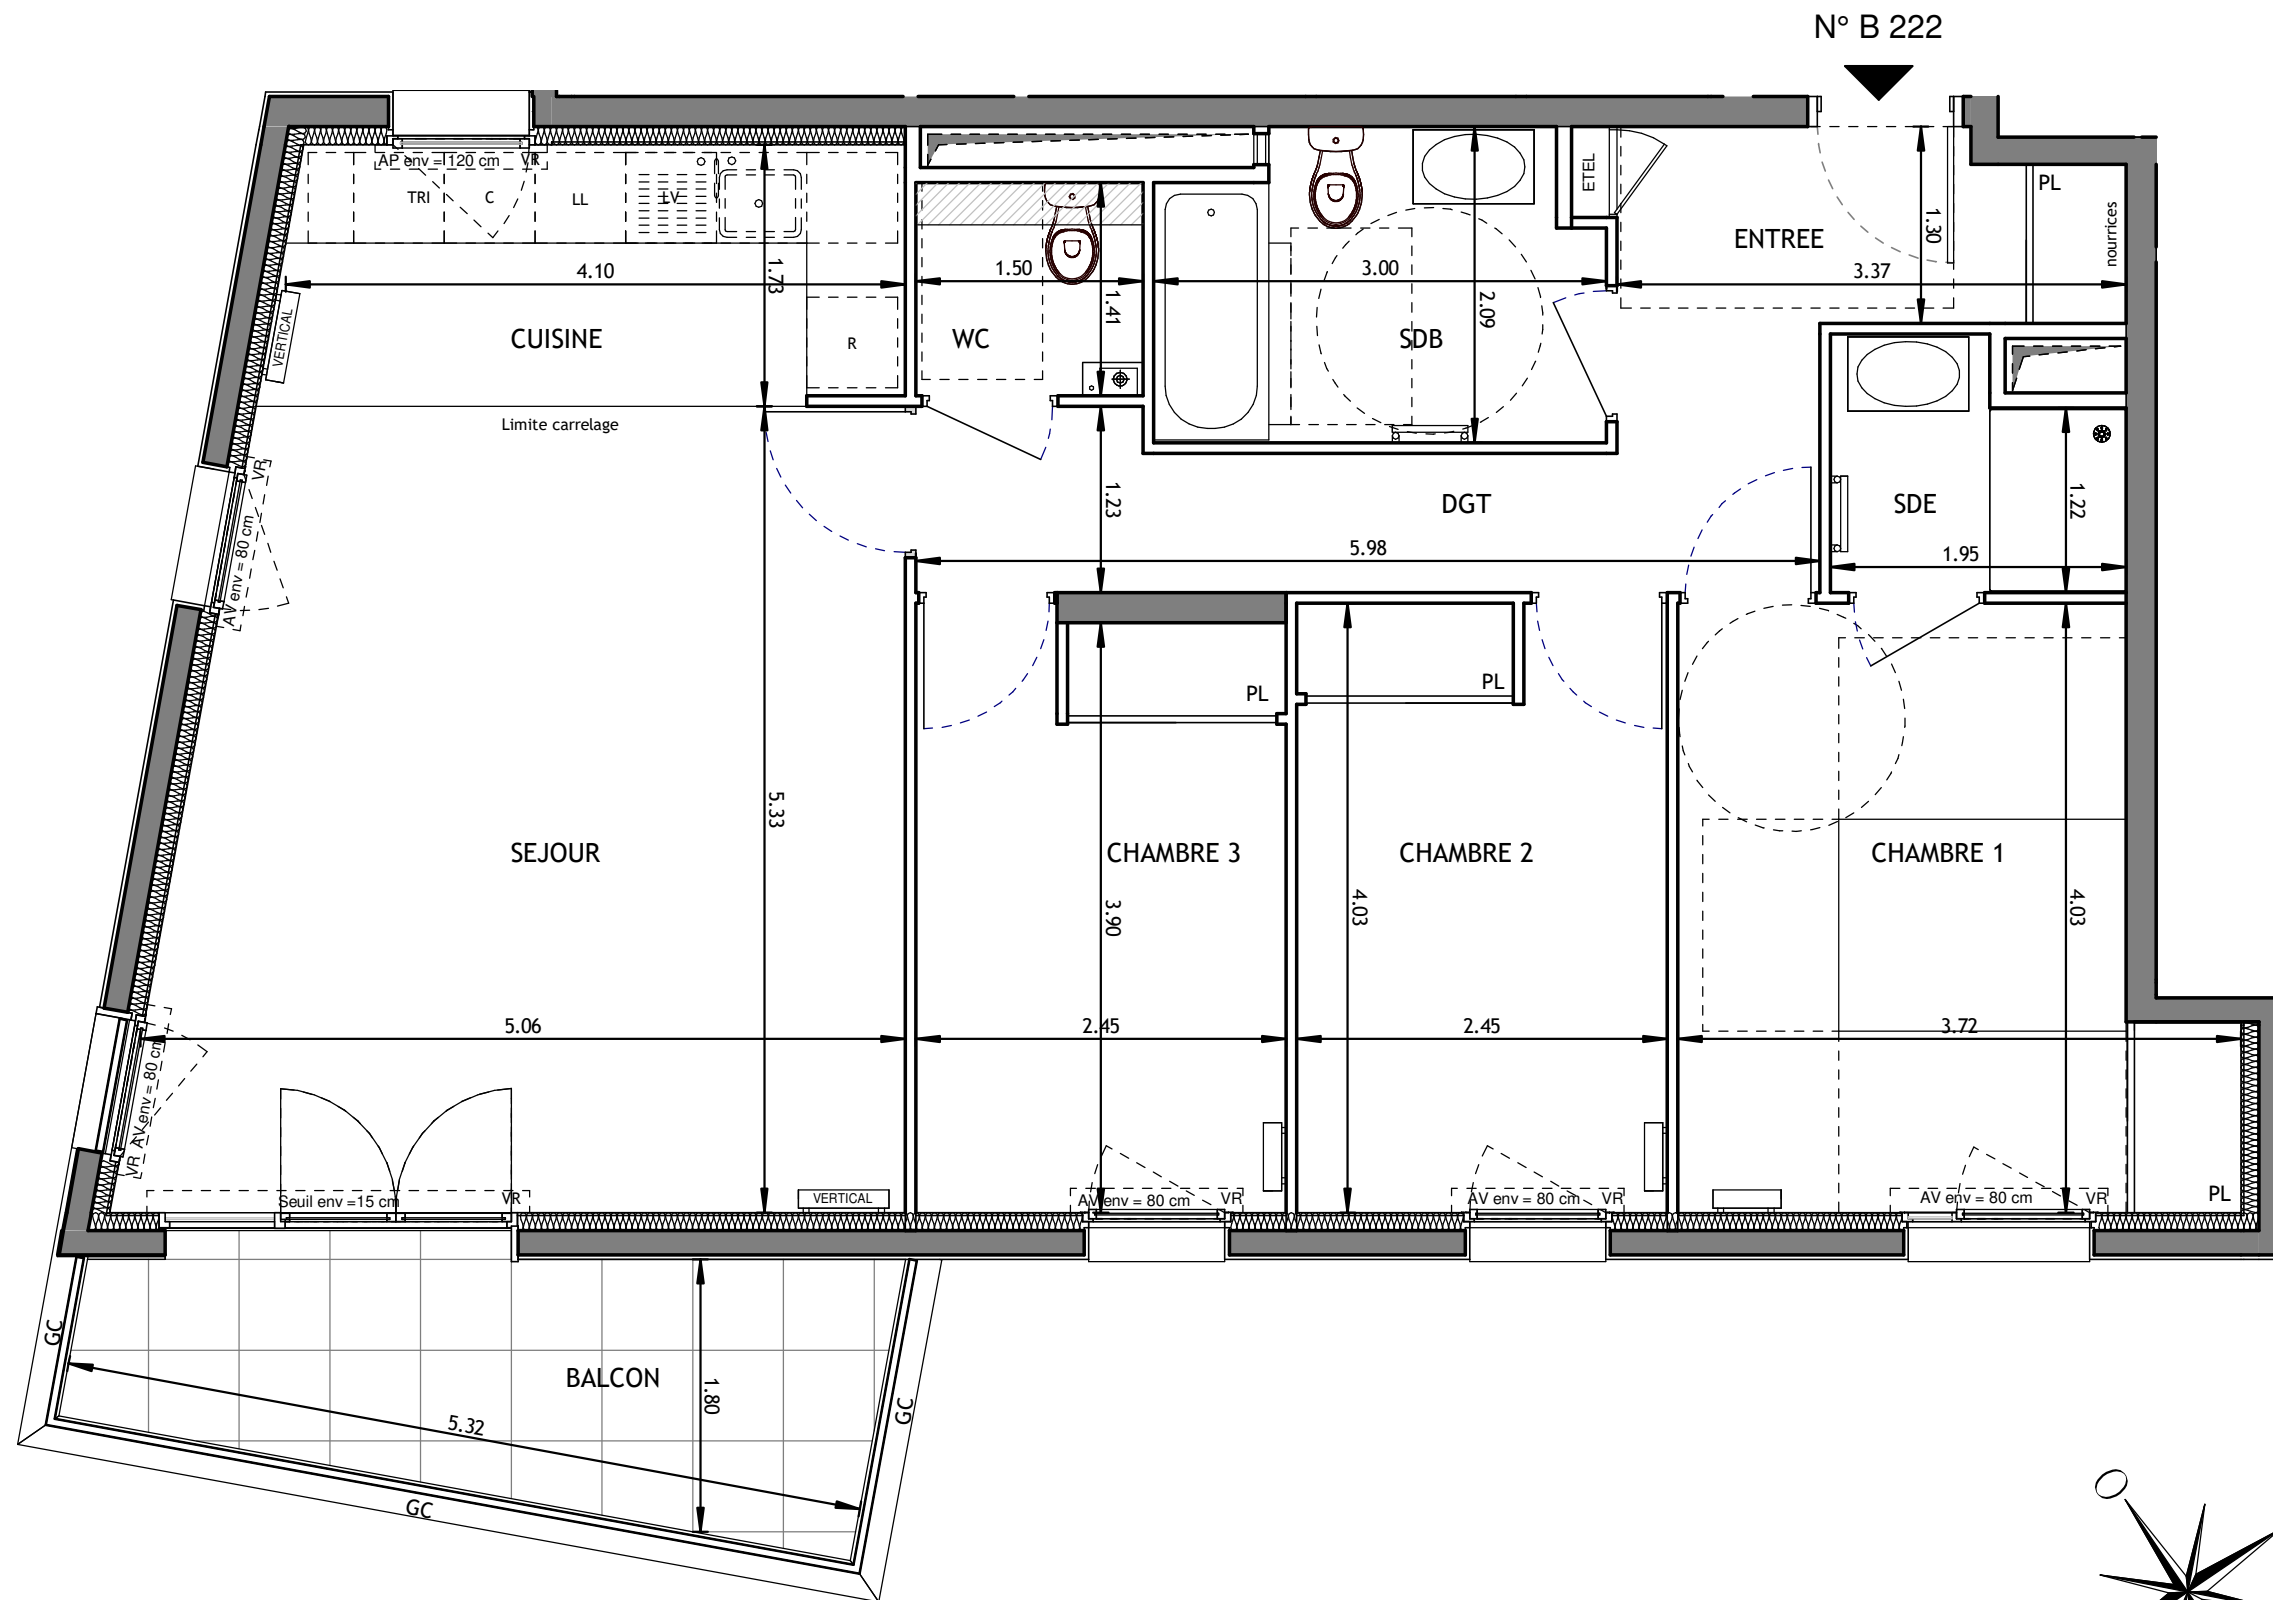 N° B 222
AP env = 120 cm
VR
TRI
C
LL
LV
ETEL
PL
nourrices
1.30
ENTREE
3.37
4.10
1.73
1.50
1.41
3.00
2.09
VERTICAL
CUISINE
R
WC
SDB
Limite carrelage
VR
AV env = 80 cm
1.23
DGT
SDE
1.22
5.98
1.95
PL
PL
5.33
SEJOUR
CHAMBRE 3
CHAMBRE 2
CHAMBRE 1
3.90
4.03
4.03
5.06
2.45
2.45
3.72
VR AV env = 80 cm
Seuil env =15 cm
VR
VERTICAL
AV env = 80 cm
VR
AV env = 80 cm
VR
AV env = 80 cm
VR
PL
GC
BALCON
1.80
GC
5.32
GC